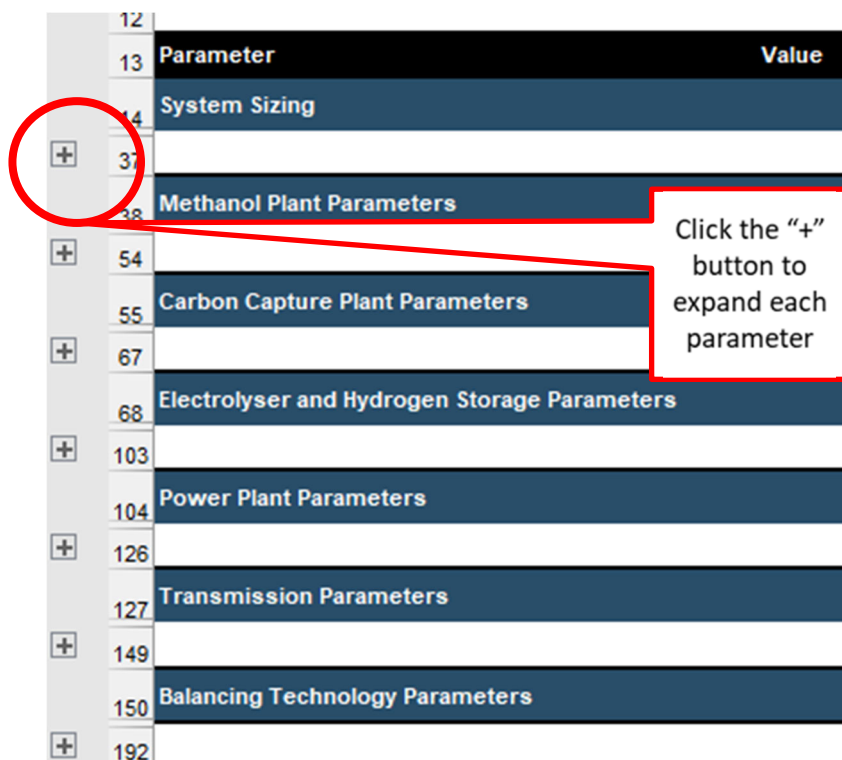 12
13 Parameter Value
14 System Sizing
37
38 Methanol Plant Parameters
54
55 Carbon Capture Plant Parameters
67
68 Electrolyser and Hydrogen Storage Parameters
103
104 Power Plant Parameters
126
127 Transmission Parameters
149
150 Balancing Technology Parameters
192
Click the “+”
button to
expand each
parameter